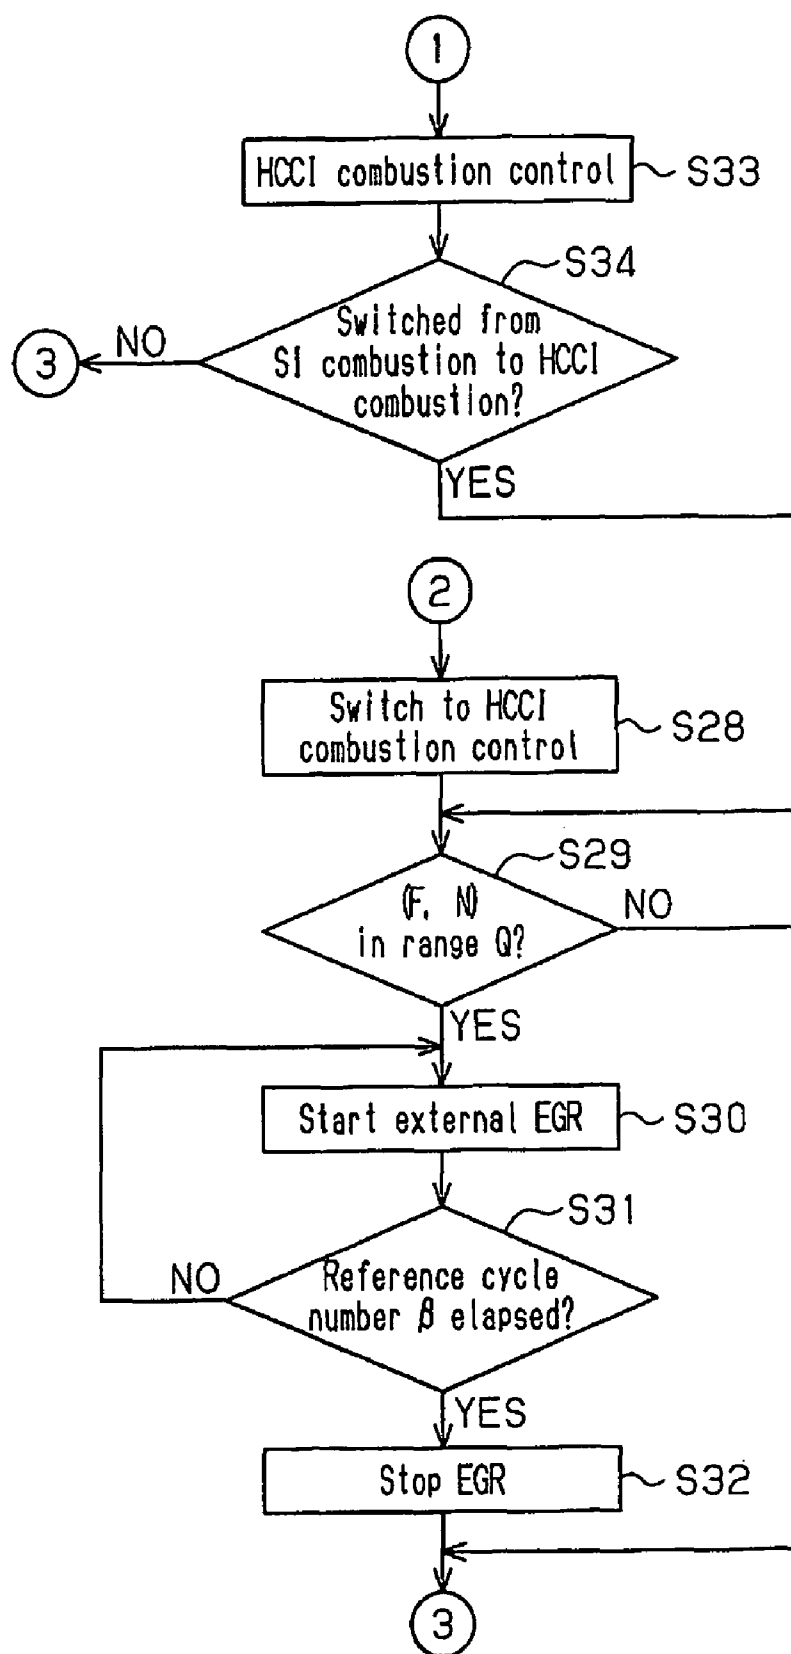 1
HCCI combustion control
S33
S34
Switched from
SI combustion to HCCI
combustion?
NO
3
YES
2
Switch to HCCI
combustion control
S28
S29
(F, N)
in range Q?
NO
YES
Start external EGR
S30
S31
Reference cycle
number β elapsed?
NO
YES
Stop EGR
S32
3